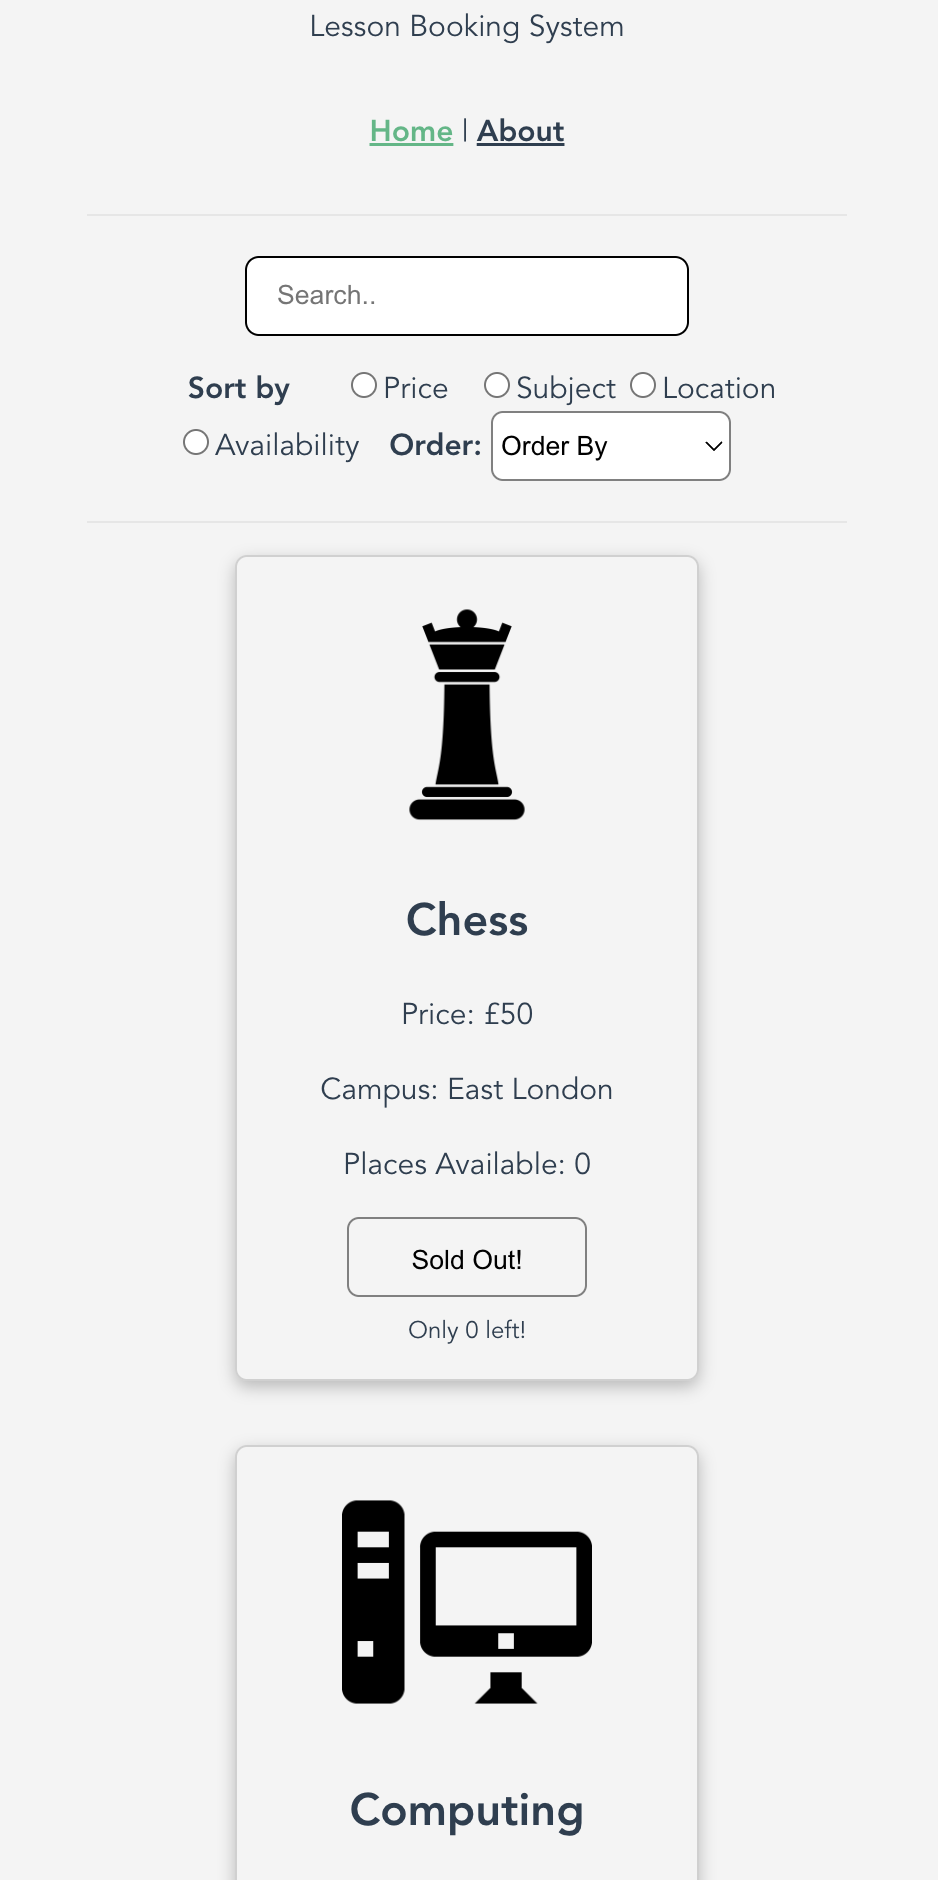 Lesson Booking System
Home | About
Search..
Sort by Price Subject Location
Availability Order: Order By
Chess
Price: £50
Campus: East London
Places Available: 0
Sold Out!
Only 0 left!
Computing